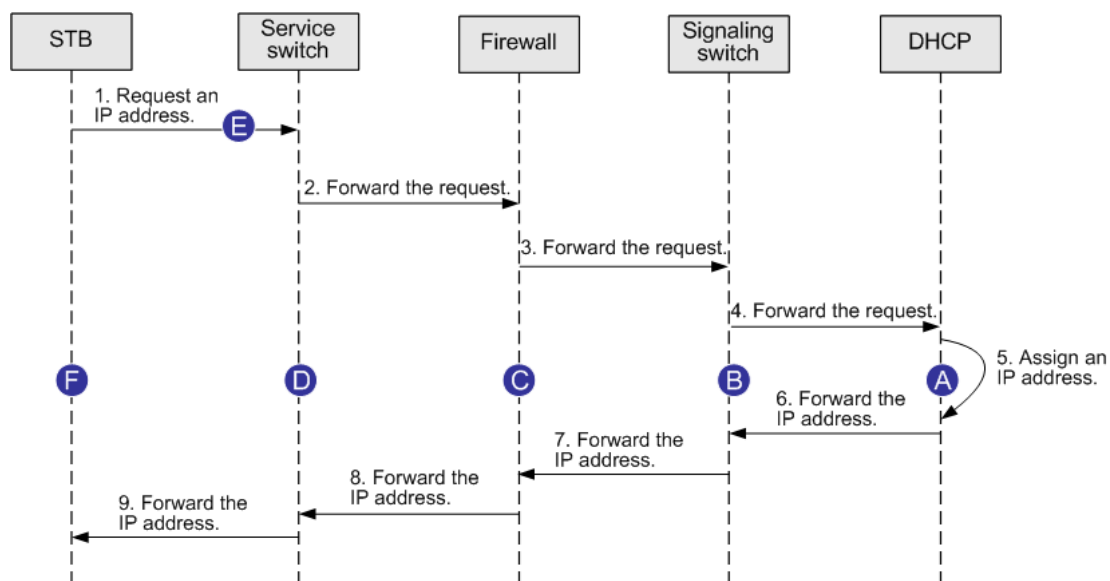 STB
Service
switch
Firewall
Signaling
switch
DHCP
1. Request an
IP address.
E
2. Forward the request.
3. Forward the request.
4. Forward the request.
F
D
C
B
A
5. Assign an
IP address.
6. Forward the
IP address.
7. Forward the
IP address.
8. Forward the
IP address.
9. Forward the
IP address.